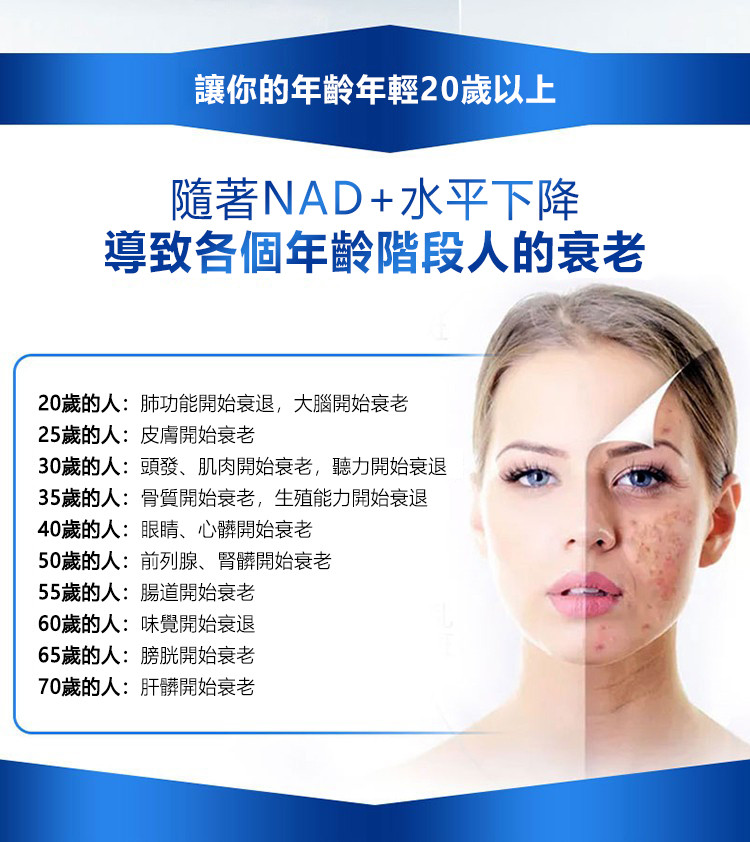 讓你的年齡年輕20歲以上
隨著NAD+水平下降
導致各個年齡階段人的衰老
20歲的人：肺功能開始衰退，大腦開始衰老
25歲的人：皮膚開始衰老
30歲的人：頭發、肌肉開始衰老，聽力開始衰退
35歲的人：骨質開始衰老，生殖能力開始衰退
40歲的人：眼睛、心髒開始衰老
50歲的人：前列腺、腎髒開始衰老
55歲的人：腸道開始衰老
60歲的人：味覺開始衰退
65歲的人：膀胱開始衰老
70歲的人：肝髒開始衰老